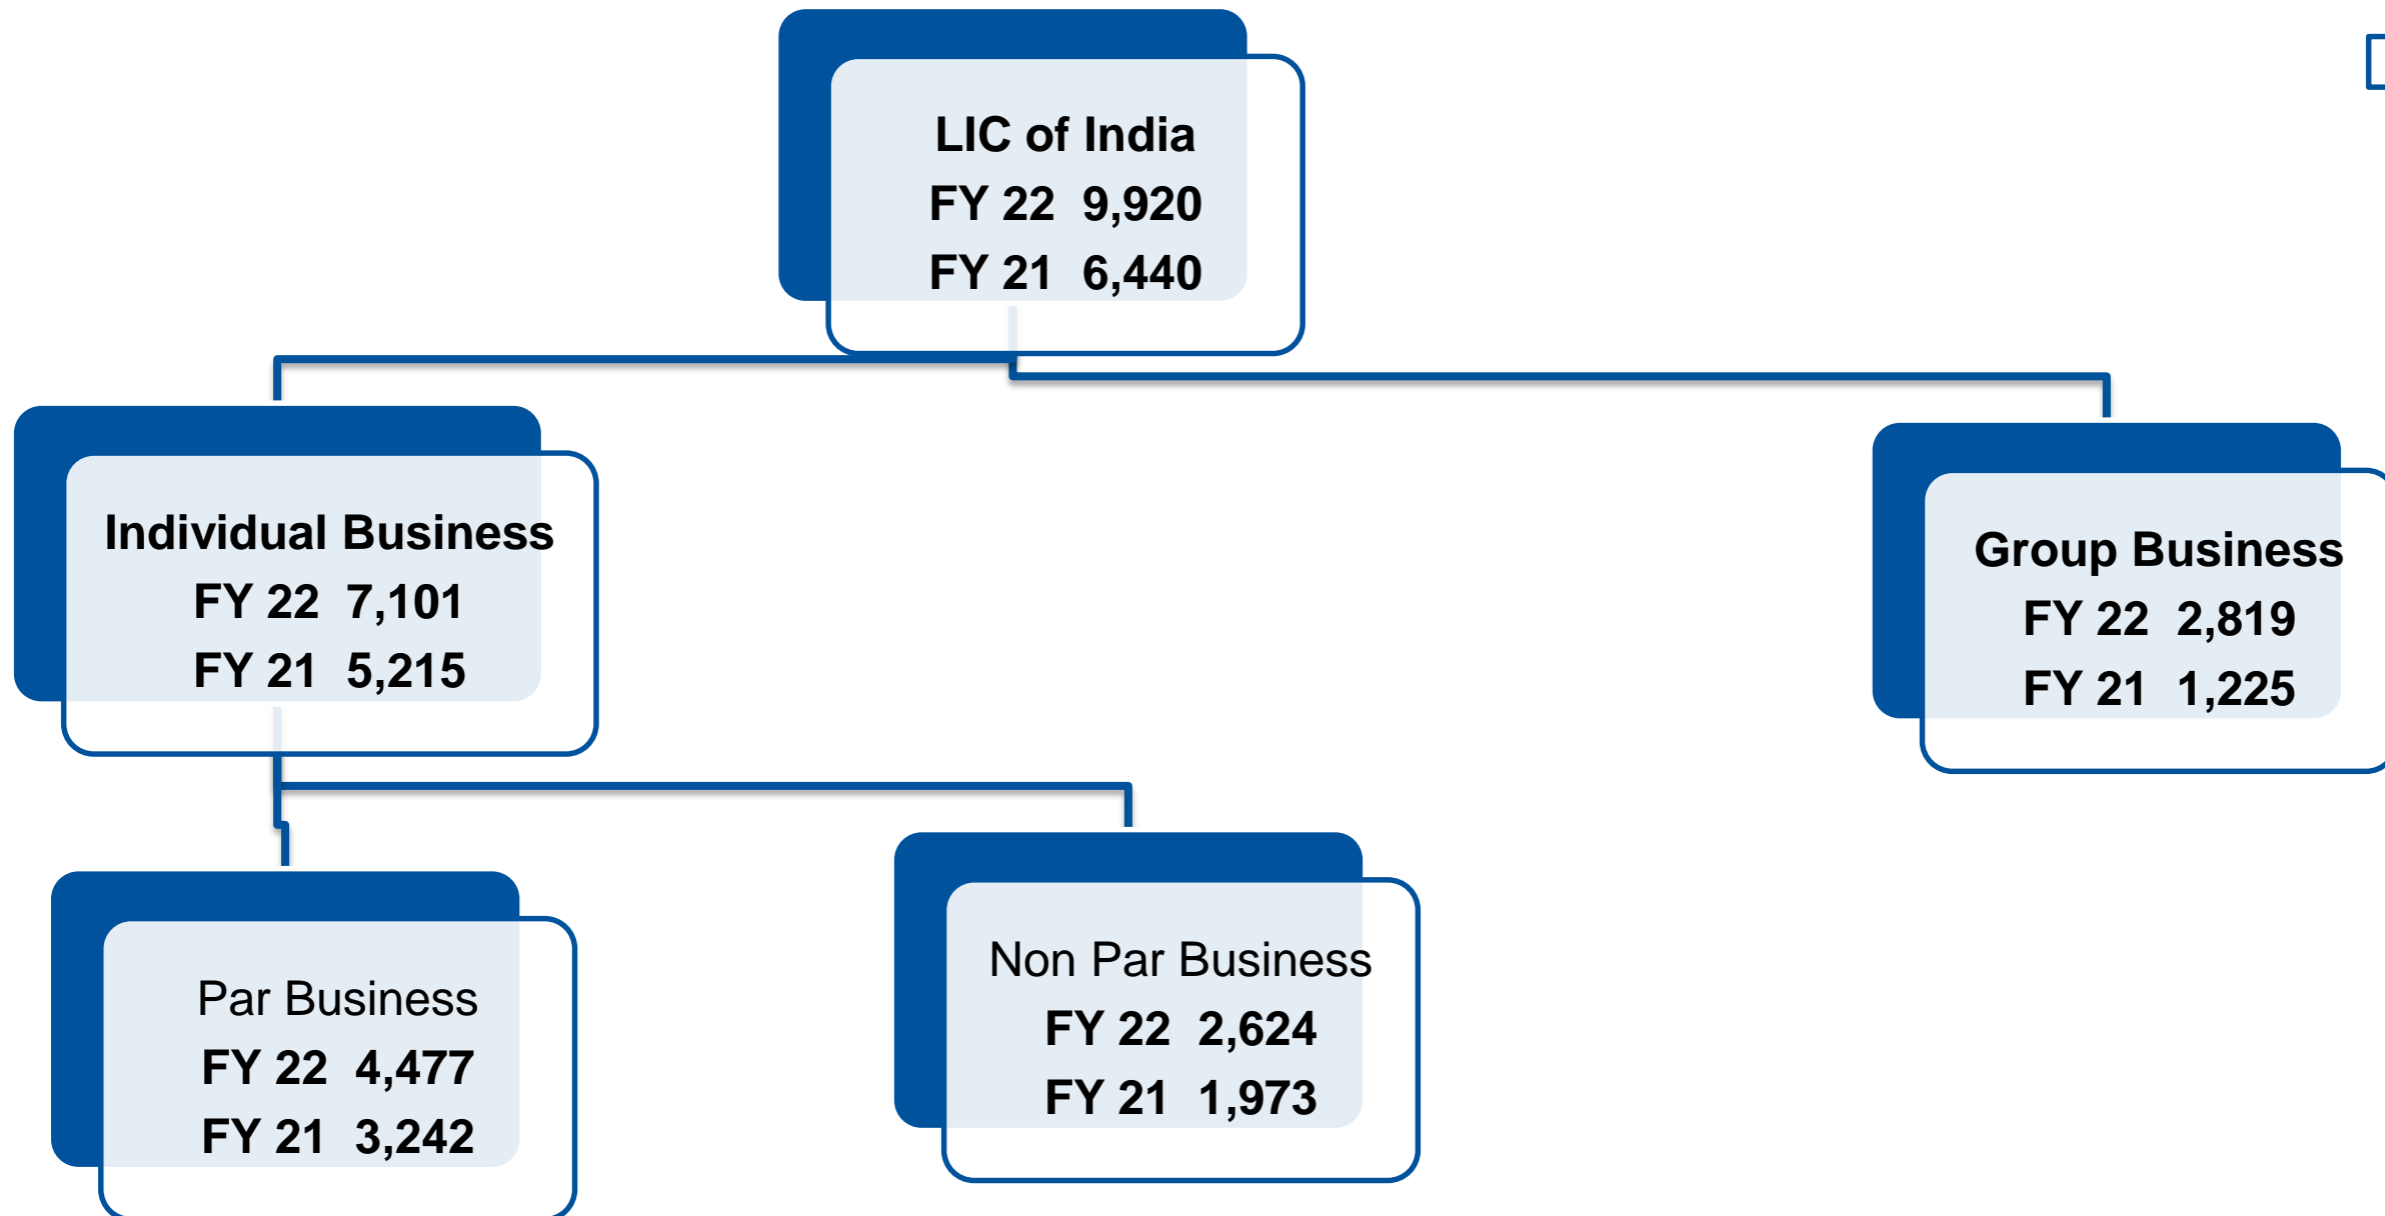 LIC of India
FY 22 9,920
FY 21 6,440
Individual Business
FY 22 7,101
FY 21 5,215
Group Business
FY 22 2,819
FY 21 1,225
Par Business
FY 22 4,477
FY 21 3,242
Non Par Business
FY 22 2,624
FY 21 1,973